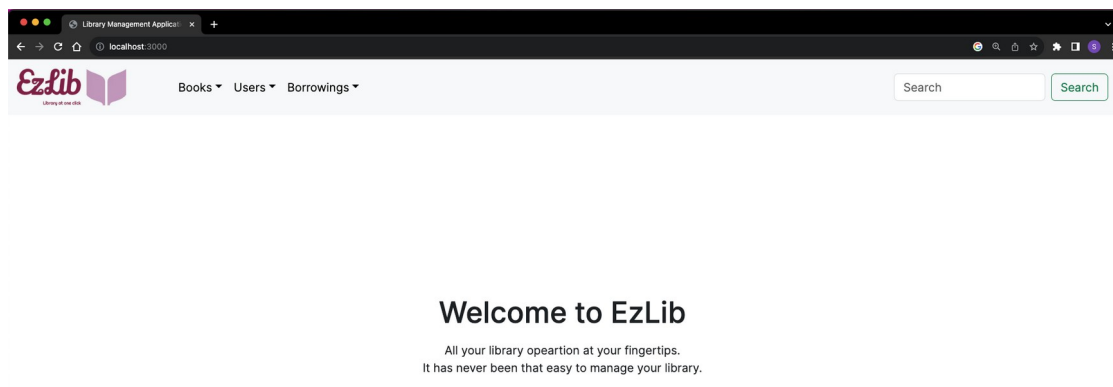 Library Management Applicati
localhost:3000
S
EzLib
Library at one click
Books Users Borrowings
Search Search
Welcome to EzLib
All your library opeartion at your fingertips.
It has never been that easy to manage your library.